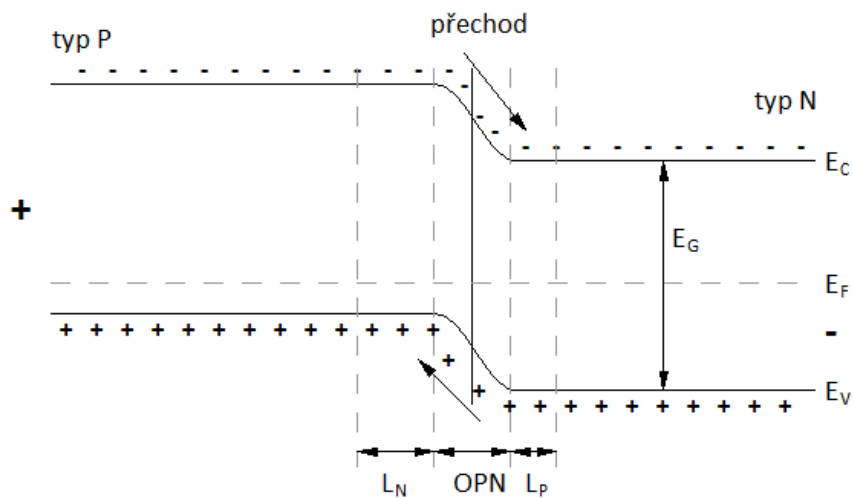 přechod
typ P
typ N
E_C
+
E_G
E_F
-
E_V
L_N
OPN
L_P